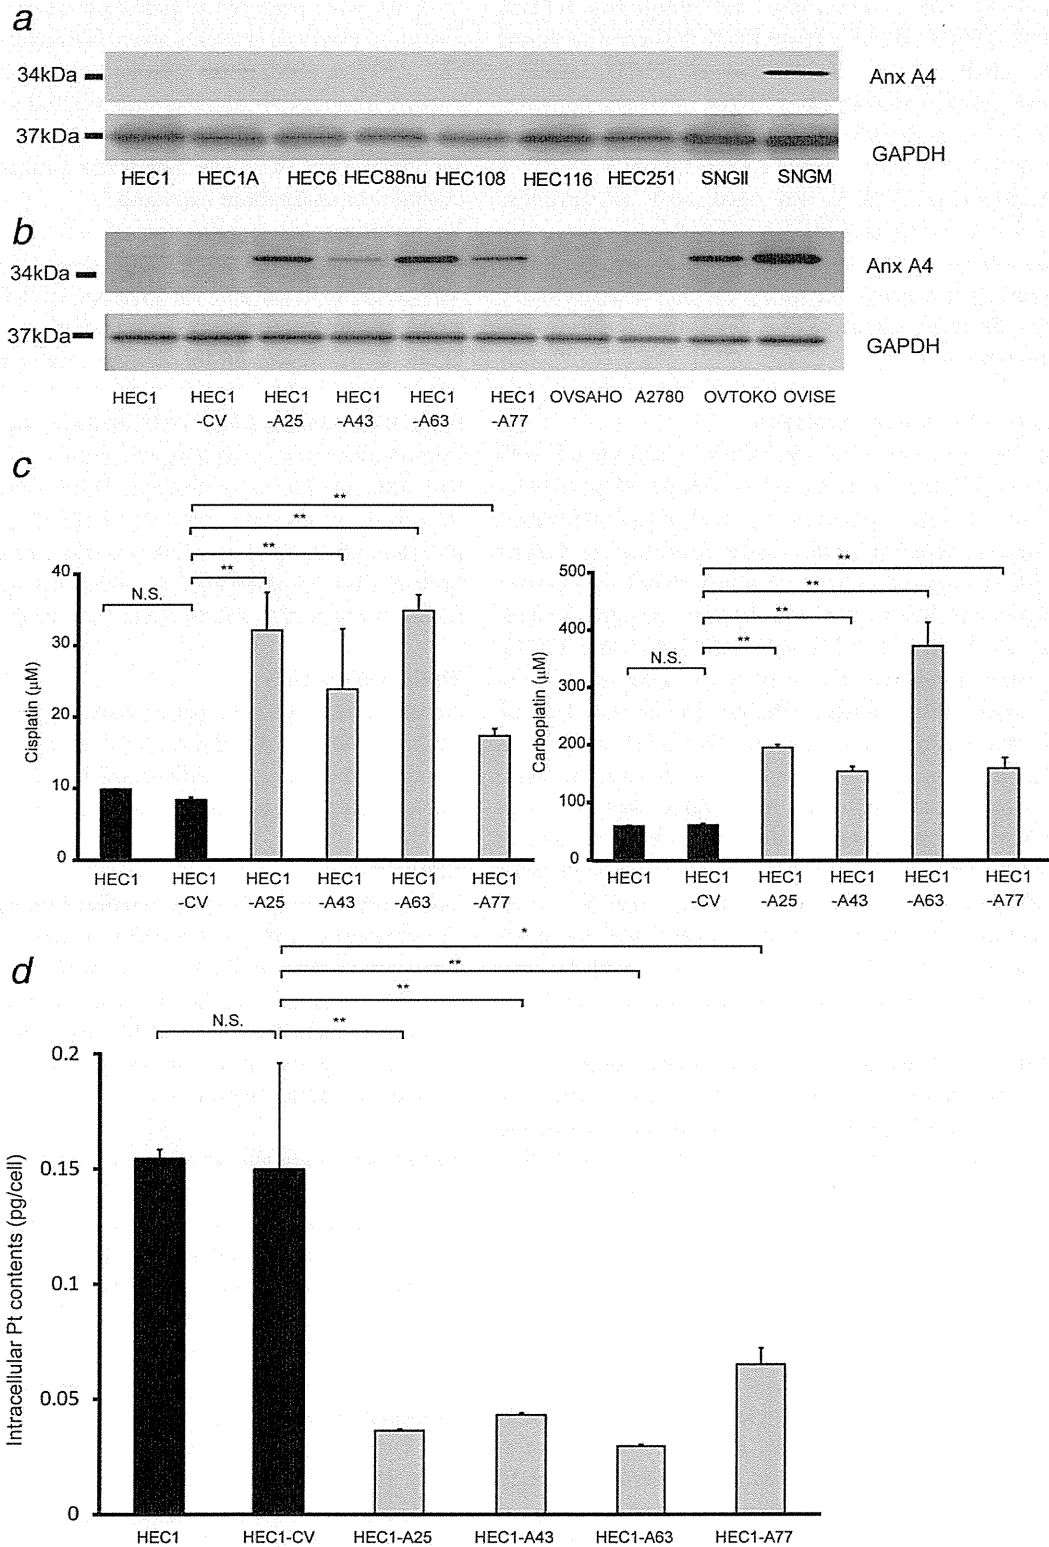 a
34kDa
Anx A4
37kDa
GAPDH
HEC1 HEC1A HEC6 HEC88nu HEC108 HEC116 HEC251 SNGII SNGM
b
34kDa
Anx A4
37kDa
GAPDH
HEC1 HEC1 HEC1 HEC1 HEC1 HEC1 OVSAHO A2780 OVTOKO OVISE
-CV -A25 -A43 -A63 -A77
c
**
**
**
**
N.S.
40
30
20
10
0
Cisplatin (μM)
HEC1 HEC1 HEC1 HEC1 HEC1 HEC1
-CV -A25 -A43 -A63 -A77
**
**
**
**
N.S.
500
400
300
200
100
0
Carboplatin (μM)
HEC1 HEC1 HEC1 HEC1 HEC1 HEC1
-CV -A25 -A43 -A63 -A77
d
*
**
**
N.S. **
0.2
0.15
0.1
0.05
0
Intracellular Pt contents (pg/cell)
HEC1 HEC1-CV HEC1-A25 HEC1-A43 HEC1-A63 HEC1-A77